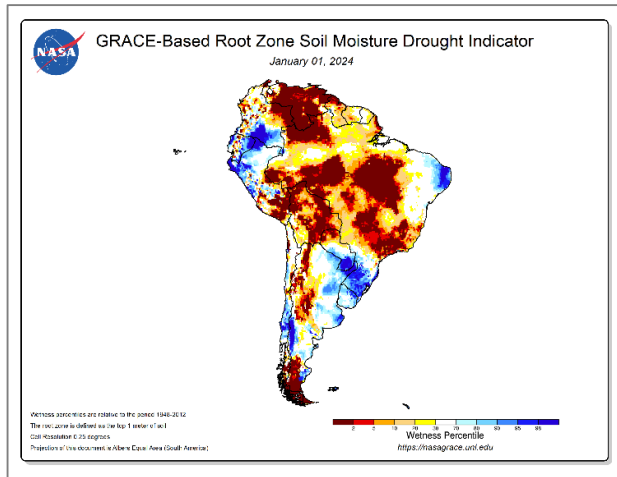 NASA
GRACE-Based Root Zone Soil Moisture Drought Indicator
January 01, 2024
Wetness percentiles are relative to the period 1948-2012
The root zone is defined as the top 1 meter of soil
Cell Resolution 0.25 degrees
Projection of this document is Albers Equal Area (South America)
2 5 10 20 30 70 80 90 95 98
Wetness Percentile
https://nasagrace.unl.edu